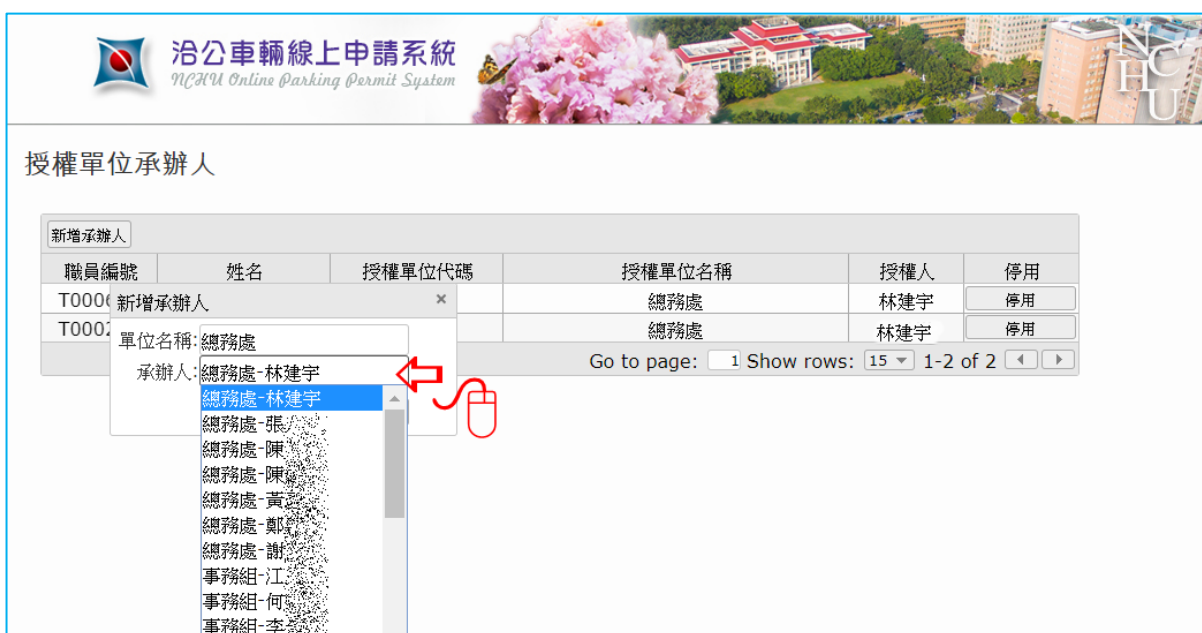 洽公車輛線上申請系統
NCHU Online Parking Permit System
NCHU
授權單位承辦人
新增承辦人
職員編號 姓名 授權單位代碼 授權單位名稱 授權人 停用
總務處 林建宇 停用
總務處 林建宇 停用
Go to page: 1 Show rows: 15 1-2 of 2
新增承辦人 ×
單位名稱: 總務處
承辦人: 總務處-林建宇
總務處-林建宇
總務處-張
總務處-陳
總務處-陳
總務處-黃
總務處-鄭
總務處-謝
事務組-江
事務組-何
事務組-李